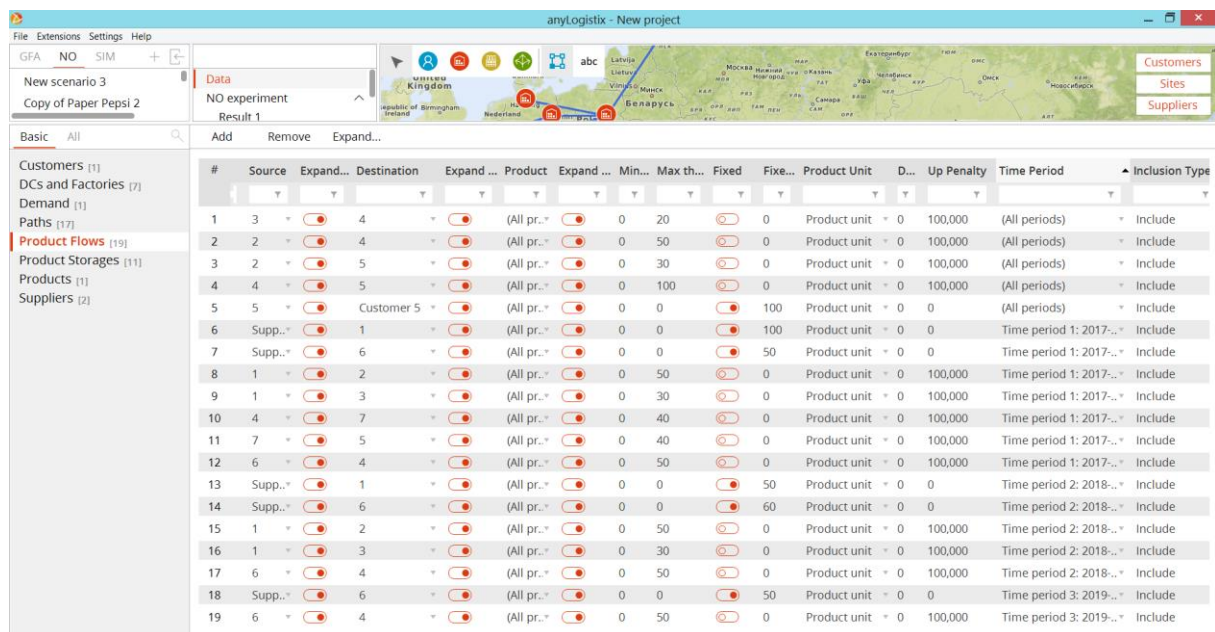 anyLogistix - New project
File Extensions Settings Help
GFA NO SIM
New scenario 3
Copy of Paper Pepsi 2
Data
NO experiment
Result 1
abc
Latvija
Lietuva
Vilnius Минск
Беларусь
Москва
Казань
Уфа
Самара
Екатеринбург
Челябинск
Омск
Новосибирск
United
Kingdom
Birmingham
Ireland
Nederland
Customers
Sites
Suppliers
Basic All
Add Remove Expand...
Customers [1]
DCs and Factories [7]
Demand [1]
Paths [17]
Product Flows [19]
Product Storages [11]
Products [1]
Suppliers [2]
# Source Expand... Destination Expand ... Product Expand ... Min... Max th... Fixed Fixe... Product Unit D... Up Penalty Time Period Inclusion Type
1 3 4 (All pr.. 0 20 0 Product unit 0 100,000 (All periods) Include
2 2 4 (All pr.. 0 50 0 Product unit 0 100,000 (All periods) Include
3 2 5 (All pr.. 0 30 0 Product unit 0 100,000 (All periods) Include
4 4 5 (All pr.. 0 100 0 Product unit 0 100,000 (All periods) Include
5 5 Customer 5 (All pr.. 0 0 100 Product unit 0 0 (All periods) Include
6 Supp.. 1 (All pr.. 0 0 100 Product unit 0 0 Time period 1: 2017-.. Include
7 Supp.. 6 (All pr.. 0 0 50 Product unit 0 0 Time period 1: 2017-.. Include
8 1 2 (All pr.. 0 50 0 Product unit 0 100,000 Time period 1: 2017-.. Include
9 1 3 (All pr.. 0 30 0 Product unit 0 100,000 Time period 1: 2017-.. Include
10 4 7 (All pr.. 0 40 0 Product unit 0 100,000 Time period 1: 2017-.. Include
11 7 5 (All pr.. 0 40 0 Product unit 0 100,000 Time period 1: 2017-.. Include
12 6 4 (All pr.. 0 50 0 Product unit 0 100,000 Time period 1: 2017-.. Include
13 Supp.. 1 (All pr.. 0 0 50 Product unit 0 0 Time period 2: 2018-.. Include
14 Supp.. 6 (All pr.. 0 0 60 Product unit 0 0 Time period 2: 2018-.. Include
15 1 2 (All pr.. 0 50 0 Product unit 0 100,000 Time period 2: 2018-.. Include
16 1 3 (All pr.. 0 30 0 Product unit 0 100,000 Time period 2: 2018-.. Include
17 6 4 (All pr.. 0 50 0 Product unit 0 100,000 Time period 2: 2018-.. Include
18 Supp.. 6 (All pr.. 0 0 50 Product unit 0 0 Time period 3: 2019-.. Include
19 6 4 (All pr.. 0 50 0 Product unit 0 100,000 Time period 3: 2019-.. Include